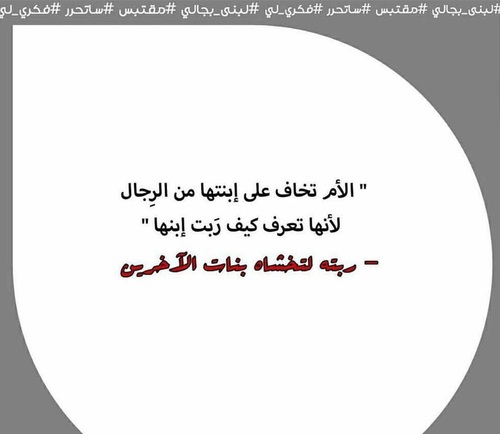 #لبنى_بجالي #مقتبس #ساتحرر #فكري_لي #لبنى_بجالي #مقتبس #ساتحرر #فكري_لي
" الأم تخاف على إبنتها من الرِجال
لأنها تعرف كيف رَبت إبنها "
– ربته لتخشاه بنات الآخرين